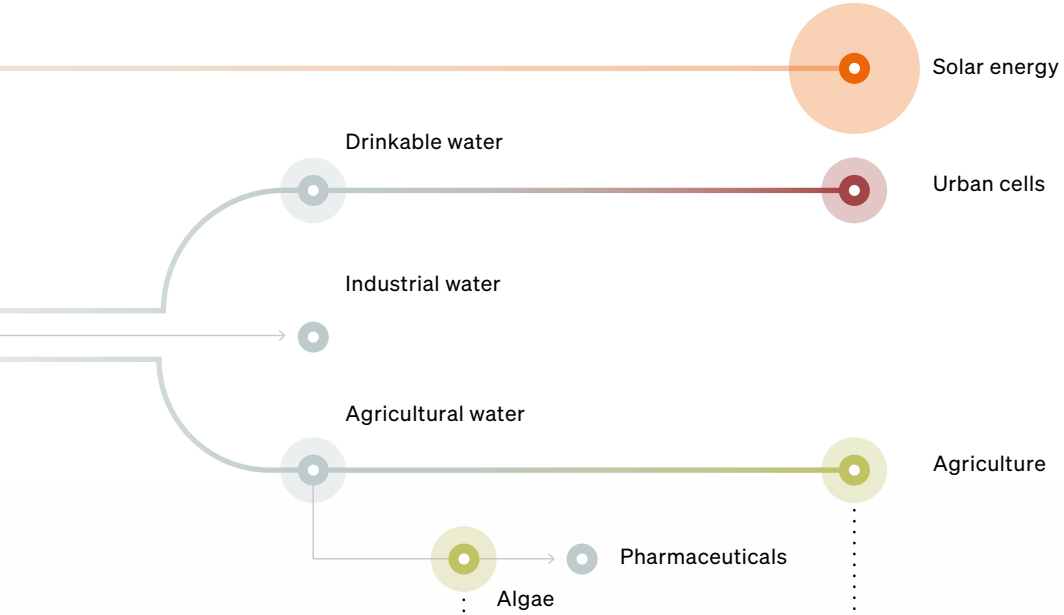 Solar energy
Drinkable water
Urban cells
Industrial water
Agricultural water
Agriculture
Pharmaceuticals
Algae